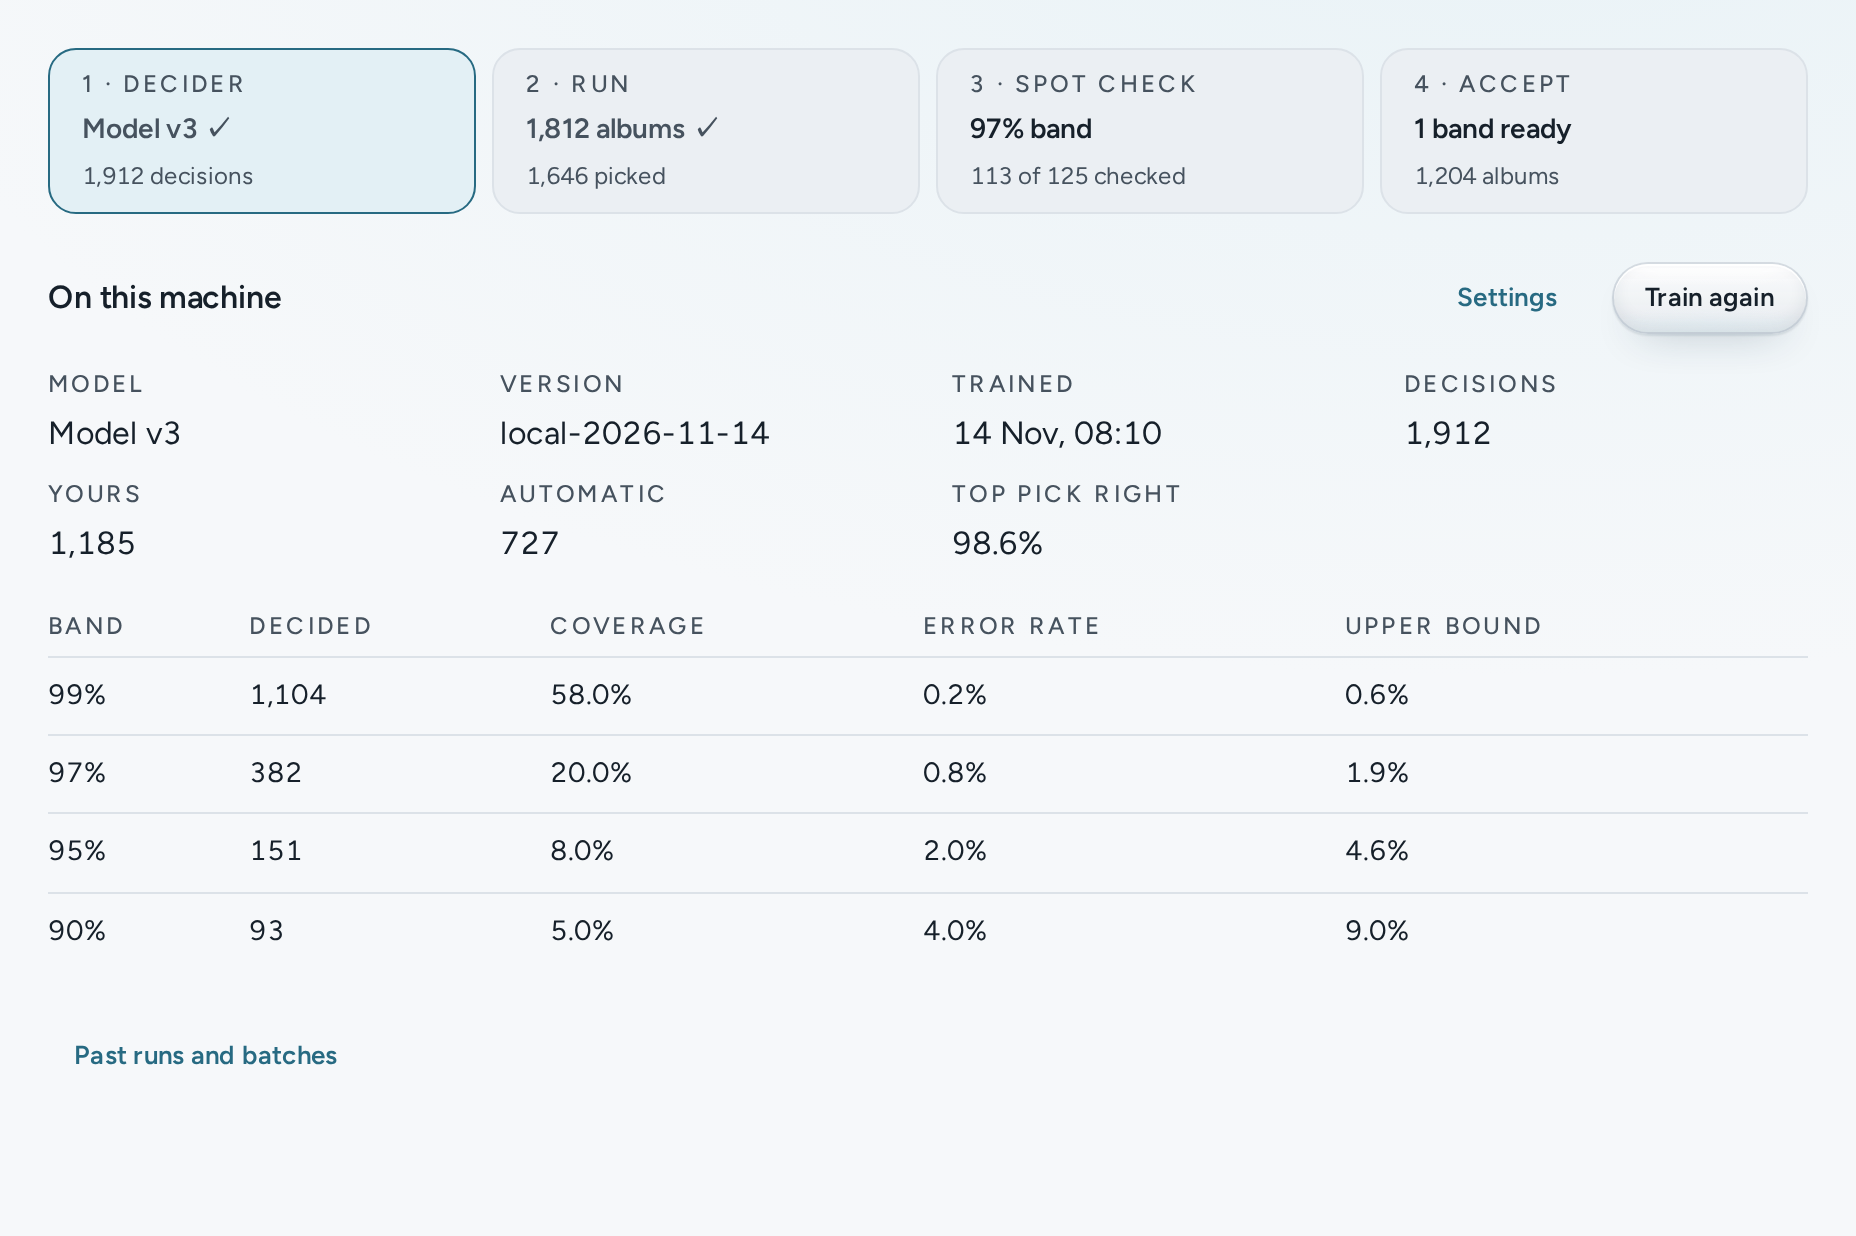 1 · DECIDER
Model v3 ✓
1,912 decisions
2 · RUN
1,812 albums ✓
1,646 picked
3 · SPOT CHECK
97% band
113 of 125 checked
4 · ACCEPT
1 band ready
1,204 albums
On this machine
Settings
Train again
MODEL VERSION TRAINED DECISIONS
Model v3 local-2026-11-14 14 Nov, 08:10 1,912
YOURS AUTOMATIC TOP PICK RIGHT
1,185 727 98.6%
BAND DECIDED COVERAGE ERROR RATE UPPER BOUND
99% 1,104 58.0% 0.2% 0.6%
97% 382 20.0% 0.8% 1.9%
95% 151 8.0% 2.0% 4.6%
90% 93 5.0% 4.0% 9.0%
Past runs and batches